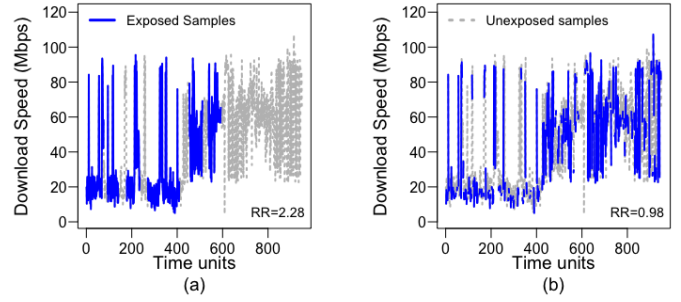 Exposed Samples
Download Speed (Mbps)
120
100
80
60
40
20
0
RR=2.28
0 200 400 600 800
Time units
(a)
Unexposed samples
Download Speed (Mbps)
120
100
80
60
40
20
0
RR=0.98
0 200 400 600 800
Time units
(b)